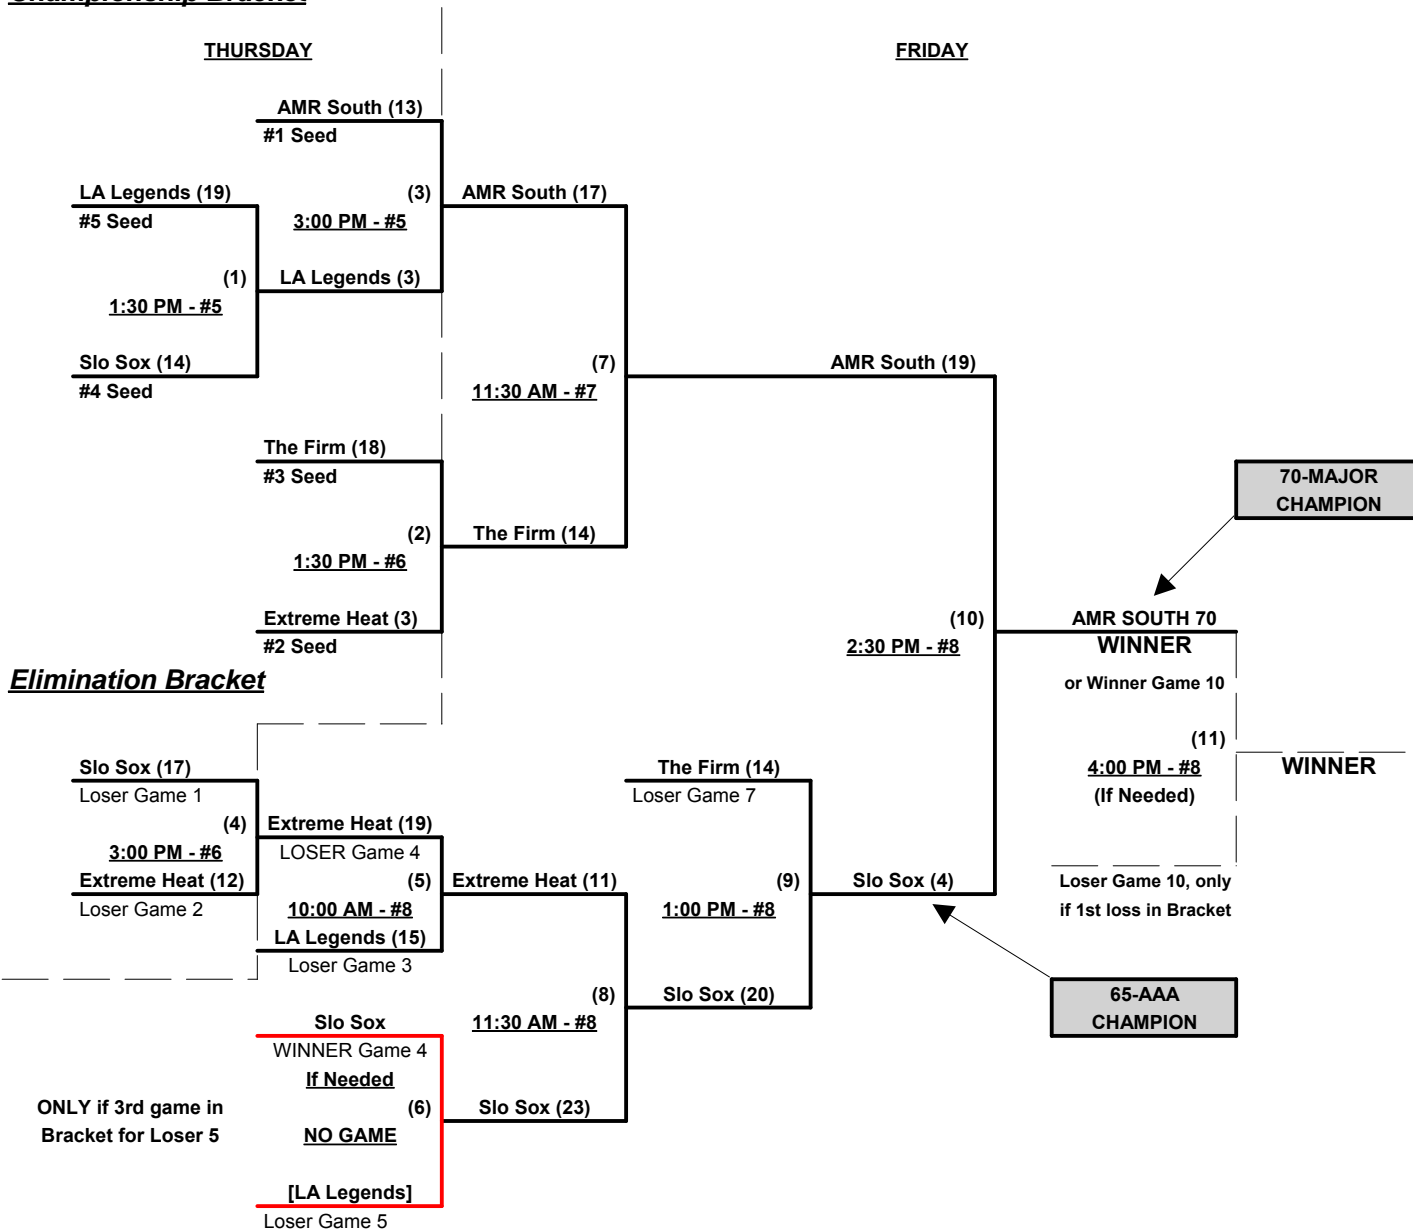 Championship Bracket
THURSDAY
FRIDAY
AMR South (13)
#1 Seed
LA Legends (19)
#5 Seed
(3)
3:00 PM - #5
AMR South (17)
(1)
1:30 PM - #5
LA Legends (3)
Slo Sox (14)
#4 Seed
(7)
11:30 AM - #7
AMR South (19)
The Firm (18)
#3 Seed
70-MAJOR
CHAMPION
(2)
1:30 PM - #6
The Firm (14)
Extreme Heat (3)
#2 Seed
(10)
2:30 PM - #8
AMR SOUTH 70
WINNER
or Winner Game 10
Elimination Bracket
(11)
4:00 PM - #8
(If Needed)
WINNER
Slo Sox (17)
Loser Game 1
The Firm (14)
Loser Game 7
(4)
3:00 PM - #6
Extreme Heat (19)
LOSER Game 4
Extreme Heat (12)
Loser Game 2
(5)
10:00 AM - #8
Extreme Heat (11)
(9)
1:00 PM - #8
Slo Sox (4)
Loser Game 10, only
if 1st loss in Bracket
LA Legends (15)
Loser Game 3
(8)
11:30 AM - #8
Slo Sox (20)
65-AAA
CHAMPION
Slo Sox
WINNER Game 4
If Needed
ONLY if 3rd game in
Bracket for Loser 5
(6)
NO GAME
Slo Sox (23)
[LA Legends]
Loser Game 5